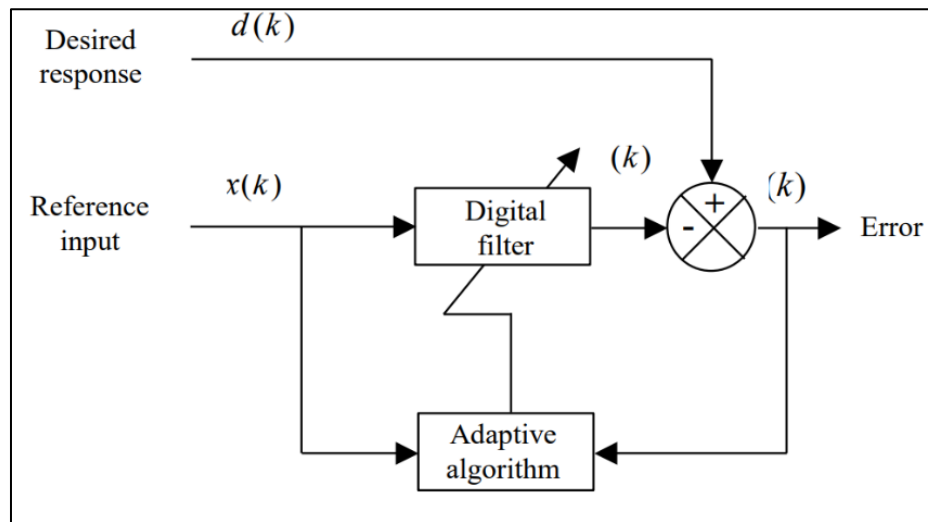 Desired
response
d(k)
Reference
input
x(k)
Digital
filter
(k)
+
-
(k)
Error
Adaptive
algorithm